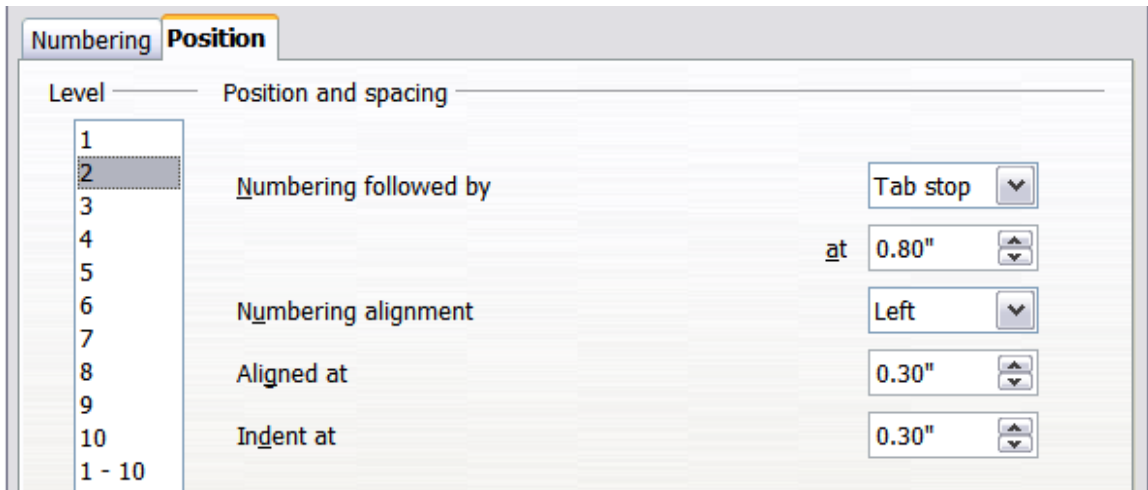 Numbering Position
Level Position and spacing
1
2
Numbering followed by Tab stop
3
4
at 0.80"
5
6
Numbering alignment Left
7
8
Aligned at 0.30"
9
10
Indent at 0.30"
1 - 10